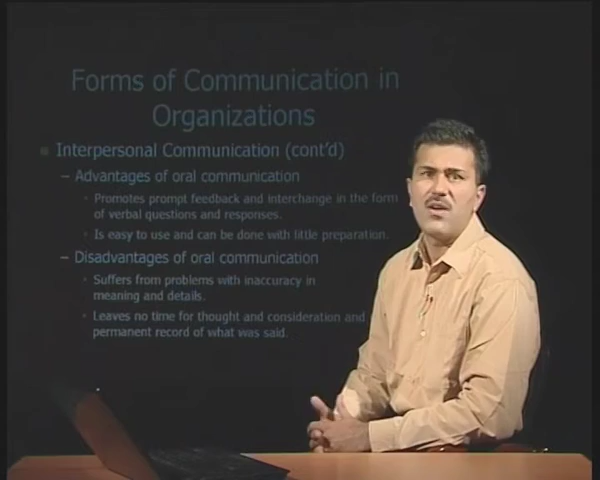 Forms of Communication in
Organizations
Interpersonal Communication (cont'd)
– Advantages of oral communication
Promotes prompt feedback and interchange in the form
of verbal questions and responses.
Is easy to use and can be done with little preparation.
– Disadvantages of oral communication
Suffers from problems with inaccuracy in
meaning and details.
Leaves no time for thought and consideration and
permanent record of what was said.